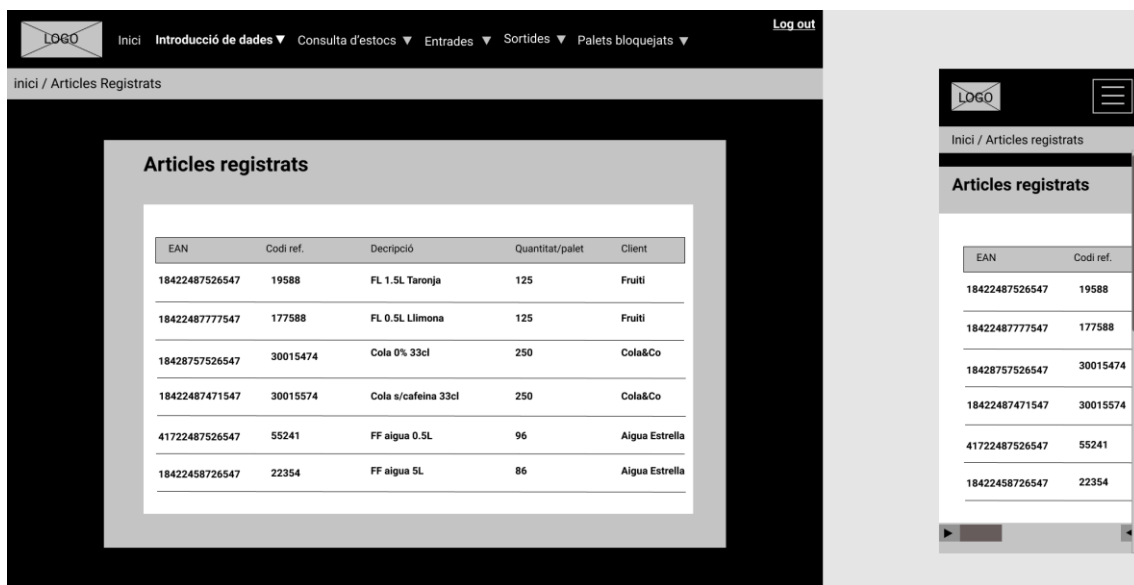 Log out
LOGO Inici Introducció de dades ▼ Consulta d'estocs ▼ Entrades ▼ Sortides ▼ Palets bloquejats ▼
inici / Articles Registrats
Articles registrats
EAN Codi ref. Decripció Quantitat/palet Client
18422487526547 19588 FL 1.5L Taronja 125 Fruiti
18422487777547 177588 FL 0.5L Llimona 125 Fruiti
18428757526547 30015474 Cola 0% 33cl 250 Cola&Co
18422487471547 30015574 Cola s/cafeina 33cl 250 Cola&Co
41722487526547 55241 FF aigua 0.5L 96 Aigua Estrella
18422458726547 22354 FF aigua 5L 86 Aigua Estrella
LOGO
Inici / Articles registrats
Articles registrats
EAN Codi ref.
18422487526547 19588
18422487777547 177588
18428757526547 30015474
18422487471547 30015574
41722487526547 55241
18422458726547 22354